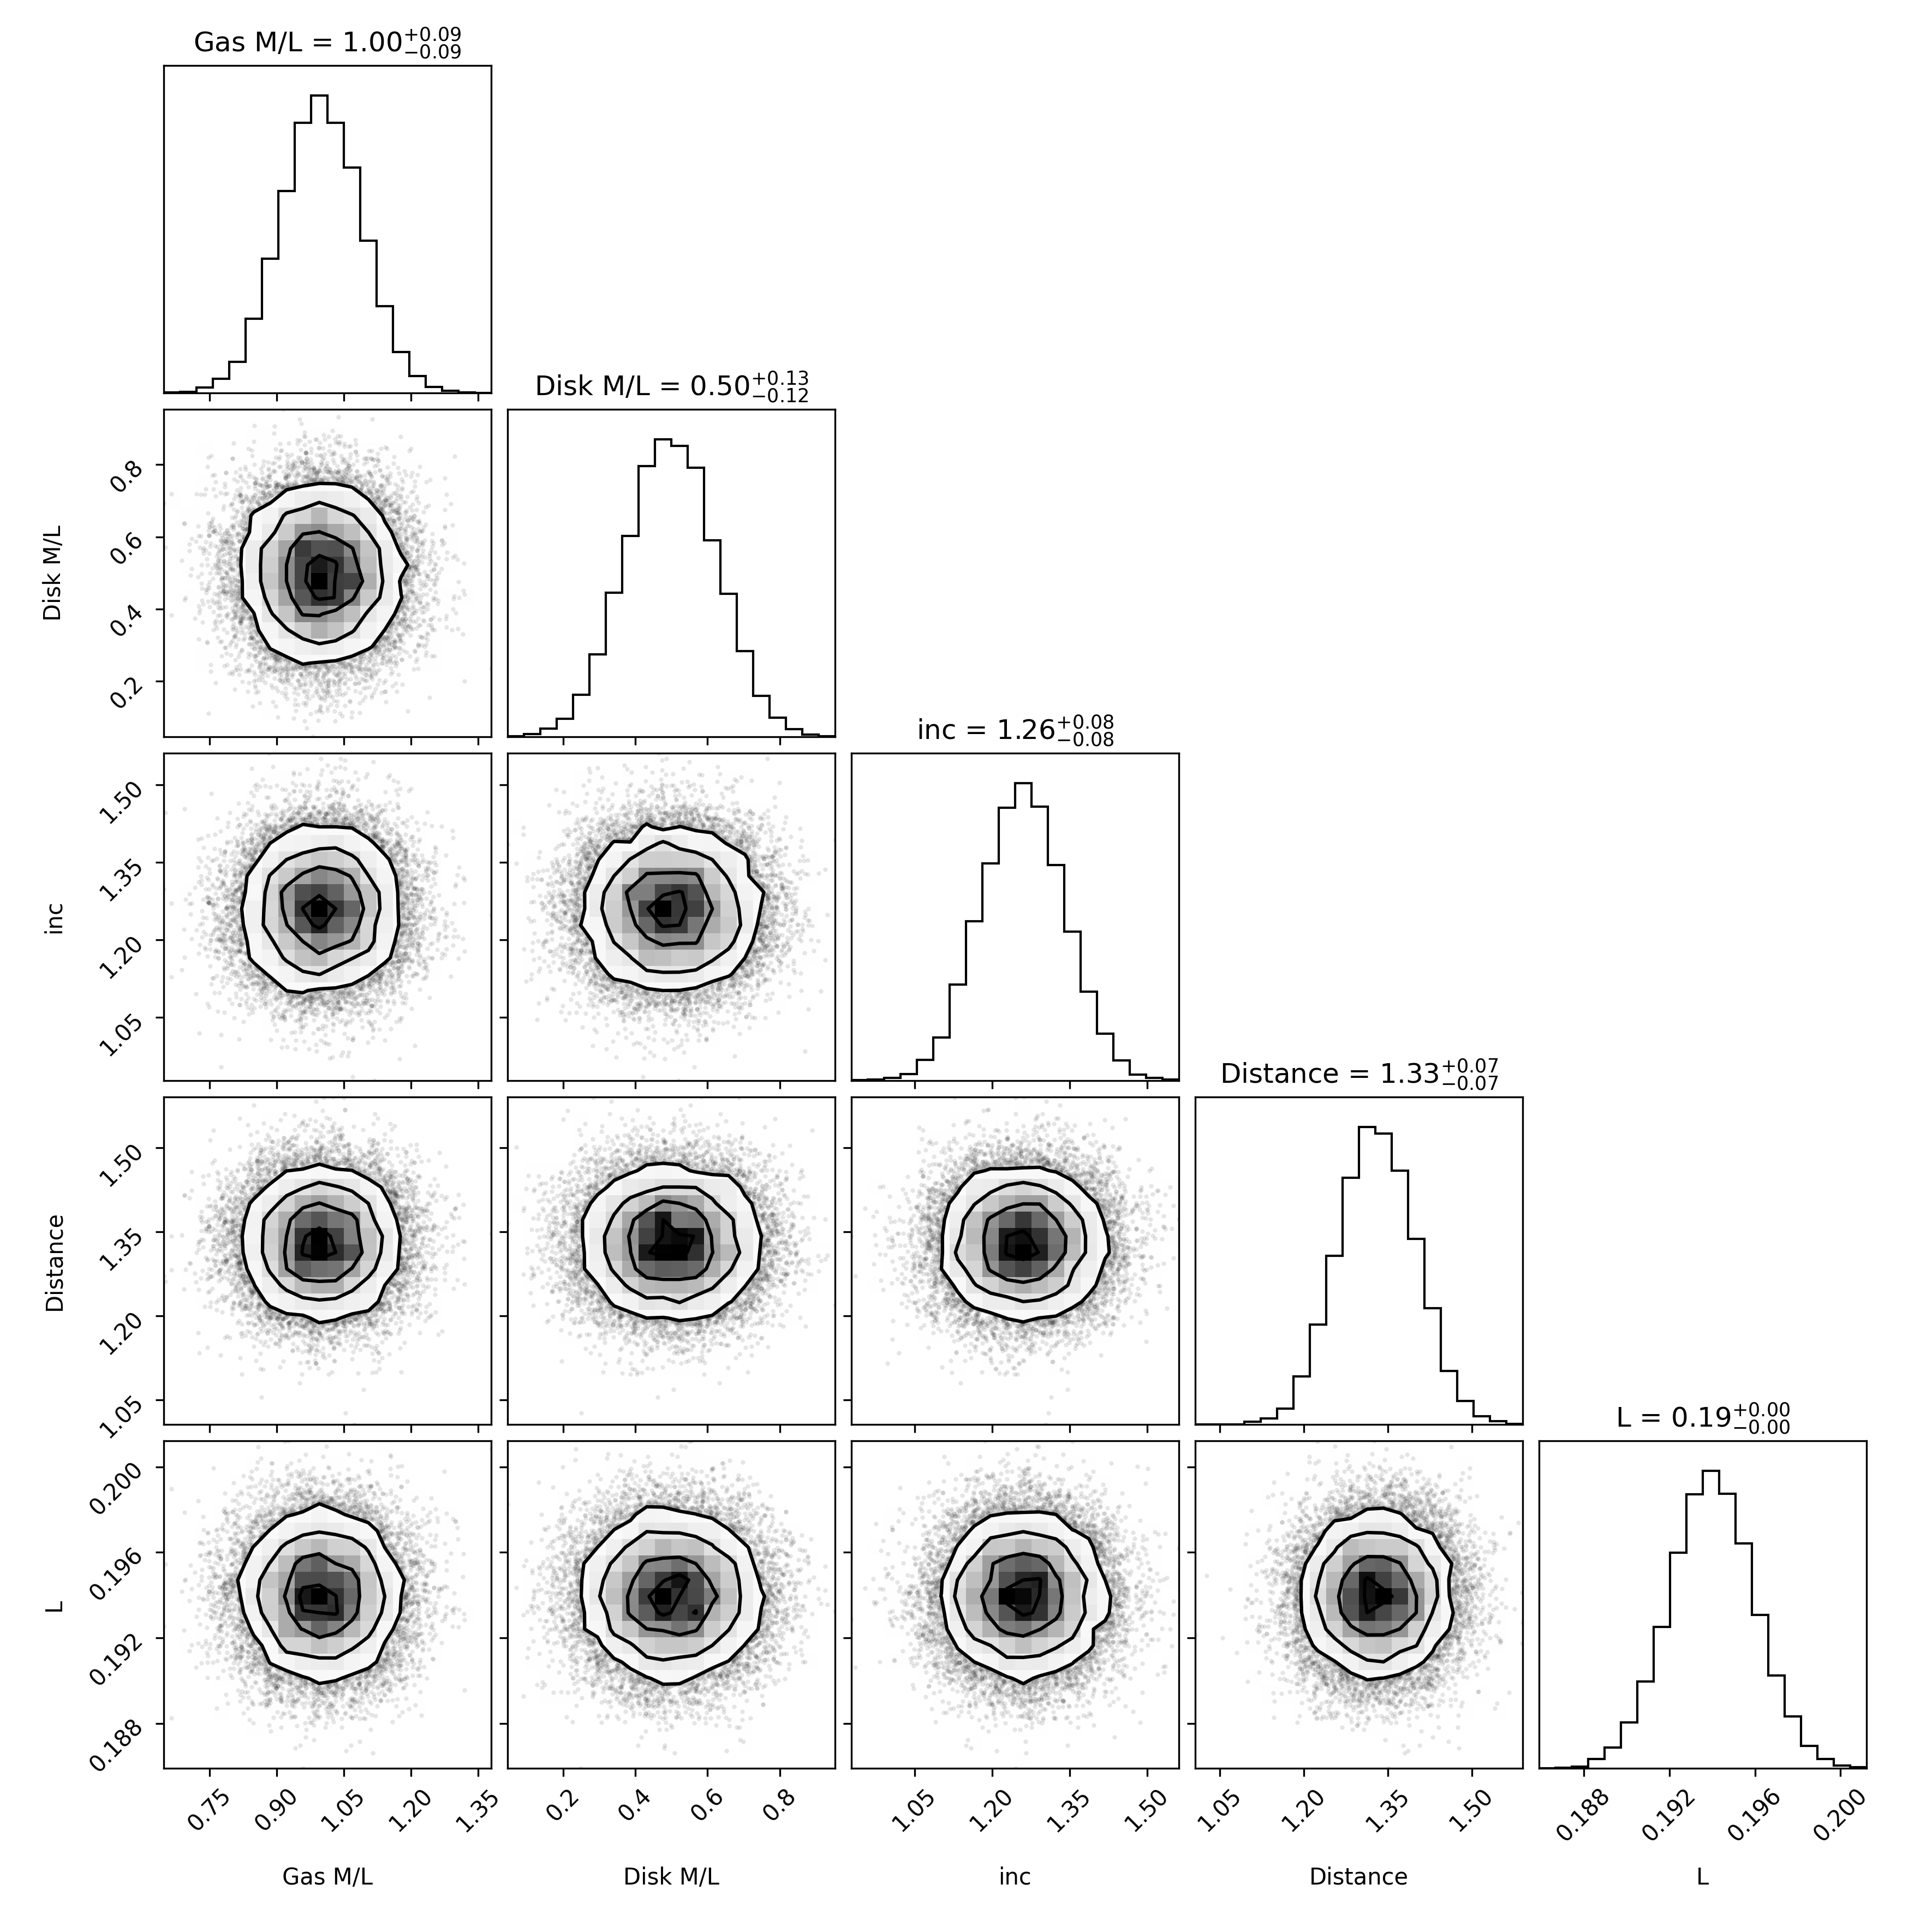 Gas M/L = 1.00+0.09−0.09
Disk M/L = 0.50+0.13−0.12
0.8
0.6
0.4
0.2
Disk M/L
inc = 1.26+0.08−0.08
1.50
1.35
1.20
1.05
inc
Distance = 1.33+0.07−0.07
1.50
1.35
1.20
1.05
Distance
L = 0.19+0.00−0.00
0.200
0.196
0.192
0.188
L
0.75 0.90 1.05 1.20 1.35 0.2 0.4 0.6 0.8 1.05 1.20 1.35 1.50 1.05 1.20 1.35 1.50 0.188 0.192 0.196 0.200
Gas M/L Disk M/L inc Distance L